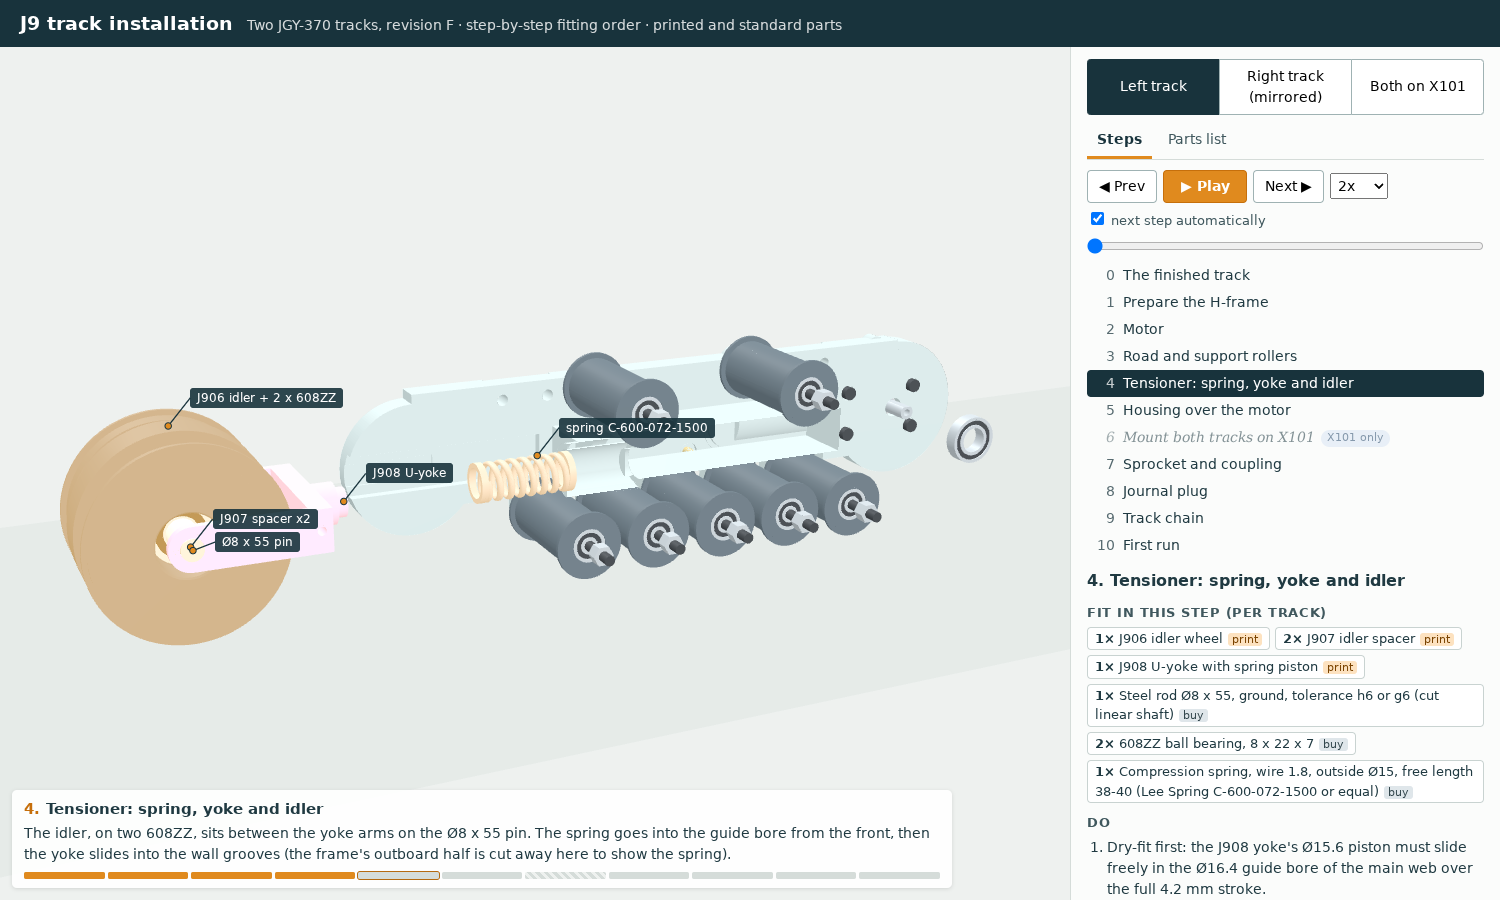 J9 track installation Two JGY-370 tracks, revision F · step-by-step fitting order · printed and standard parts
J906 idler + 2 x 608ZZ
spring C-600-072-1500
J908 U-yoke
J907 spacer x2
Ø8 x 55 pin
4. Tensioner: spring, yoke and idler
The idler, on two 608ZZ, sits between the yoke arms on the Ø8 x 55 pin. The spring goes into the guide bore from the front, then
the yoke slides into the wall grooves (the frame's outboard half is cut away here to show the spring).
Left track
Right track
(mirrored)
Both on X101
Steps
Parts list
◀ Prev
▶ Play
Next ▶
2x
next step automatically
0 The finished track
1 Prepare the H-frame
2 Motor
3 Road and support rollers
4 Tensioner: spring, yoke and idler
5 Housing over the motor
6 Mount both tracks on X101 X101 only
7 Sprocket and coupling
8 Journal plug
9 Track chain
10 First run
4. Tensioner: spring, yoke and idler
FIT IN THIS STEP (PER TRACK)
1× J906 idler wheel print
2× J907 idler spacer print
1× J908 U-yoke with spring piston print
1× Steel rod Ø8 x 55, ground, tolerance h6 or g6 (cut
linear shaft) buy
2× 608ZZ ball bearing, 8 x 22 x 7 buy
1× Compression spring, wire 1.8, outside Ø15, free length
38-40 (Lee Spring C-600-072-1500 or equal) buy
DO
1. Dry-fit first: the J908 yoke's Ø15.6 piston must slide
freely in the Ø16.4 guide bore of the main web over
the full 4.2 mm stroke.